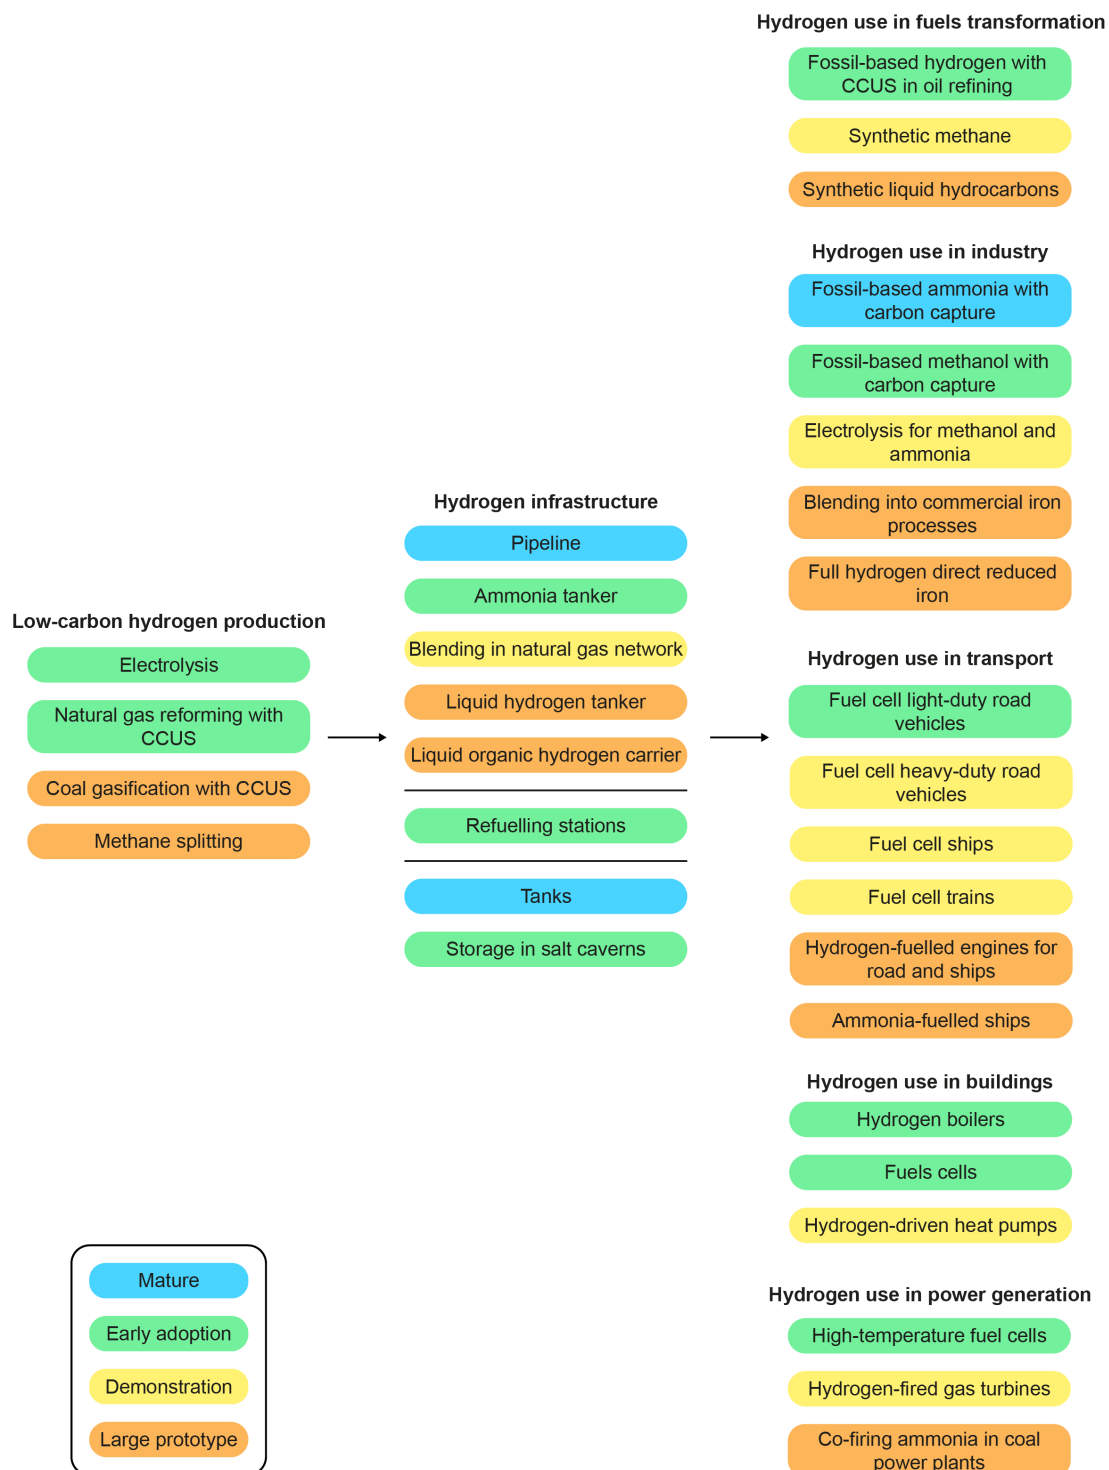 Low-carbon hydrogen production
Electrolysis
Natural gas reforming with
CCUS
Coal gasification with CCUS
Methane splitting
Hydrogen infrastructure
Pipeline
Ammonia tanker
Blending in natural gas network
Liquid hydrogen tanker
Liquid organic hydrogen carrier
Refuelling stations
Tanks
Storage in salt caverns
Hydrogen use in fuels transformation
Fossil-based hydrogen with
CCUS in oil refining
Synthetic methane
Synthetic liquid hydrocarbons
Hydrogen use in industry
Fossil-based ammonia with
carbon capture
Fossil-based methanol with
carbon capture
Electrolysis for methanol and
ammonia
Blending into commercial iron
processes
Full hydrogen direct reduced
iron
Hydrogen use in transport
Fuel cell light-duty road
vehicles
Fuel cell heavy-duty road
vehicles
Fuel cell ships
Fuel cell trains
Hydrogen-fuelled engines for
road and ships
Ammonia-fuelled ships
Hydrogen use in buildings
Hydrogen boilers
Fuels cells
Hydrogen-driven heat pumps
Hydrogen use in power generation
High-temperature fuel cells
Hydrogen-fired gas turbines
Co-firing ammonia in coal
power plants
Mature
Early adoption
Demonstration
Large prototype